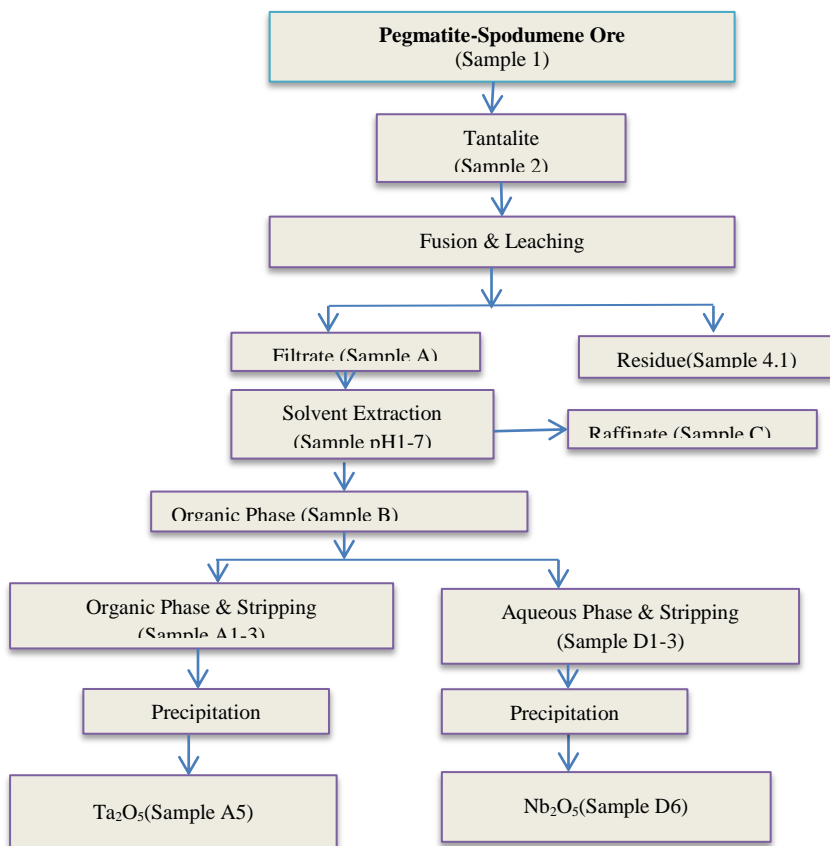 Pegmatite-Spodumene Ore
(Sample 1)
Tantalite
(Sample 2)
Fusion & Leaching
Filtrate (Sample A)
Residue(Sample 4.1)
Solvent Extraction
(Sample pH1-7)
Raffinate (Sample C)
Organic Phase (Sample B)
Organic Phase & Stripping
(Sample A1-3)
Aqueous Phase & Stripping
(Sample D1-3)
Precipitation
Precipitation
Ta₂O₅(Sample A5)
Nb₂O₅(Sample D6)